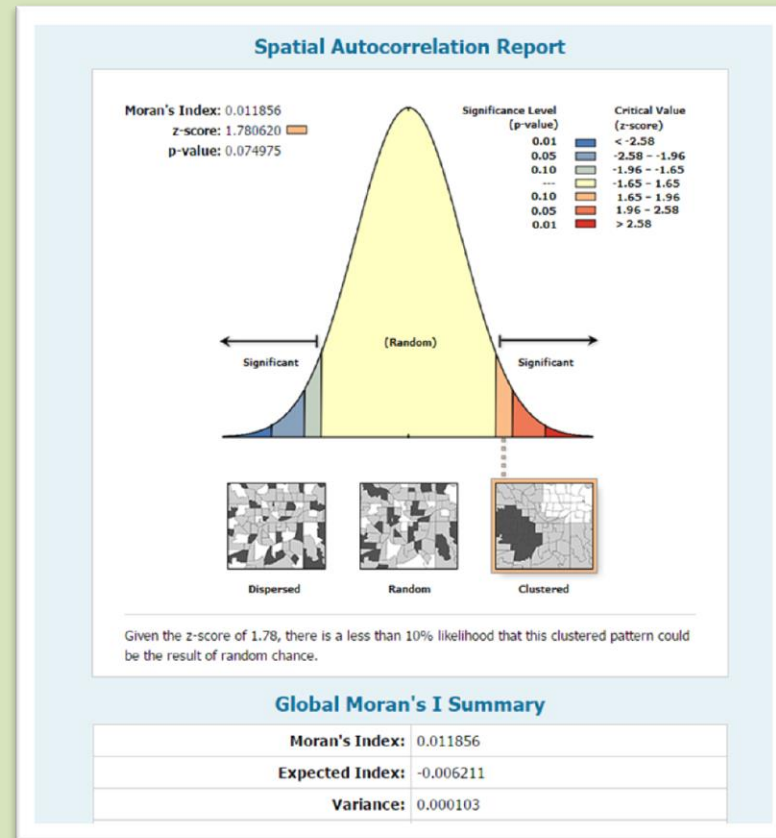 Spatial Autocorrelation Report
Moran's Index: 0.011856
z-score: 1.780620
p-value: 0.074975
Significance Level
(p-value)
Critical Value
(z-score)
0.01 < -2.58
0.05 -2.58 - -1.96
0.10 -1.96 - -1.65
--- -1.65 - 1.65
0.10 1.65 - 1.96
0.05 1.96 - 2.58
0.01 > 2.58
(Random)
Significant
Significant
Dispersed
Random
Clustered
Given the z-score of 1.78, there is a less than 10% likelihood that this clustered pattern could
be the result of random chance.
Global Moran's I Summary
Moran's Index: 0.011856
Expected Index: -0.006211
Variance: 0.000103